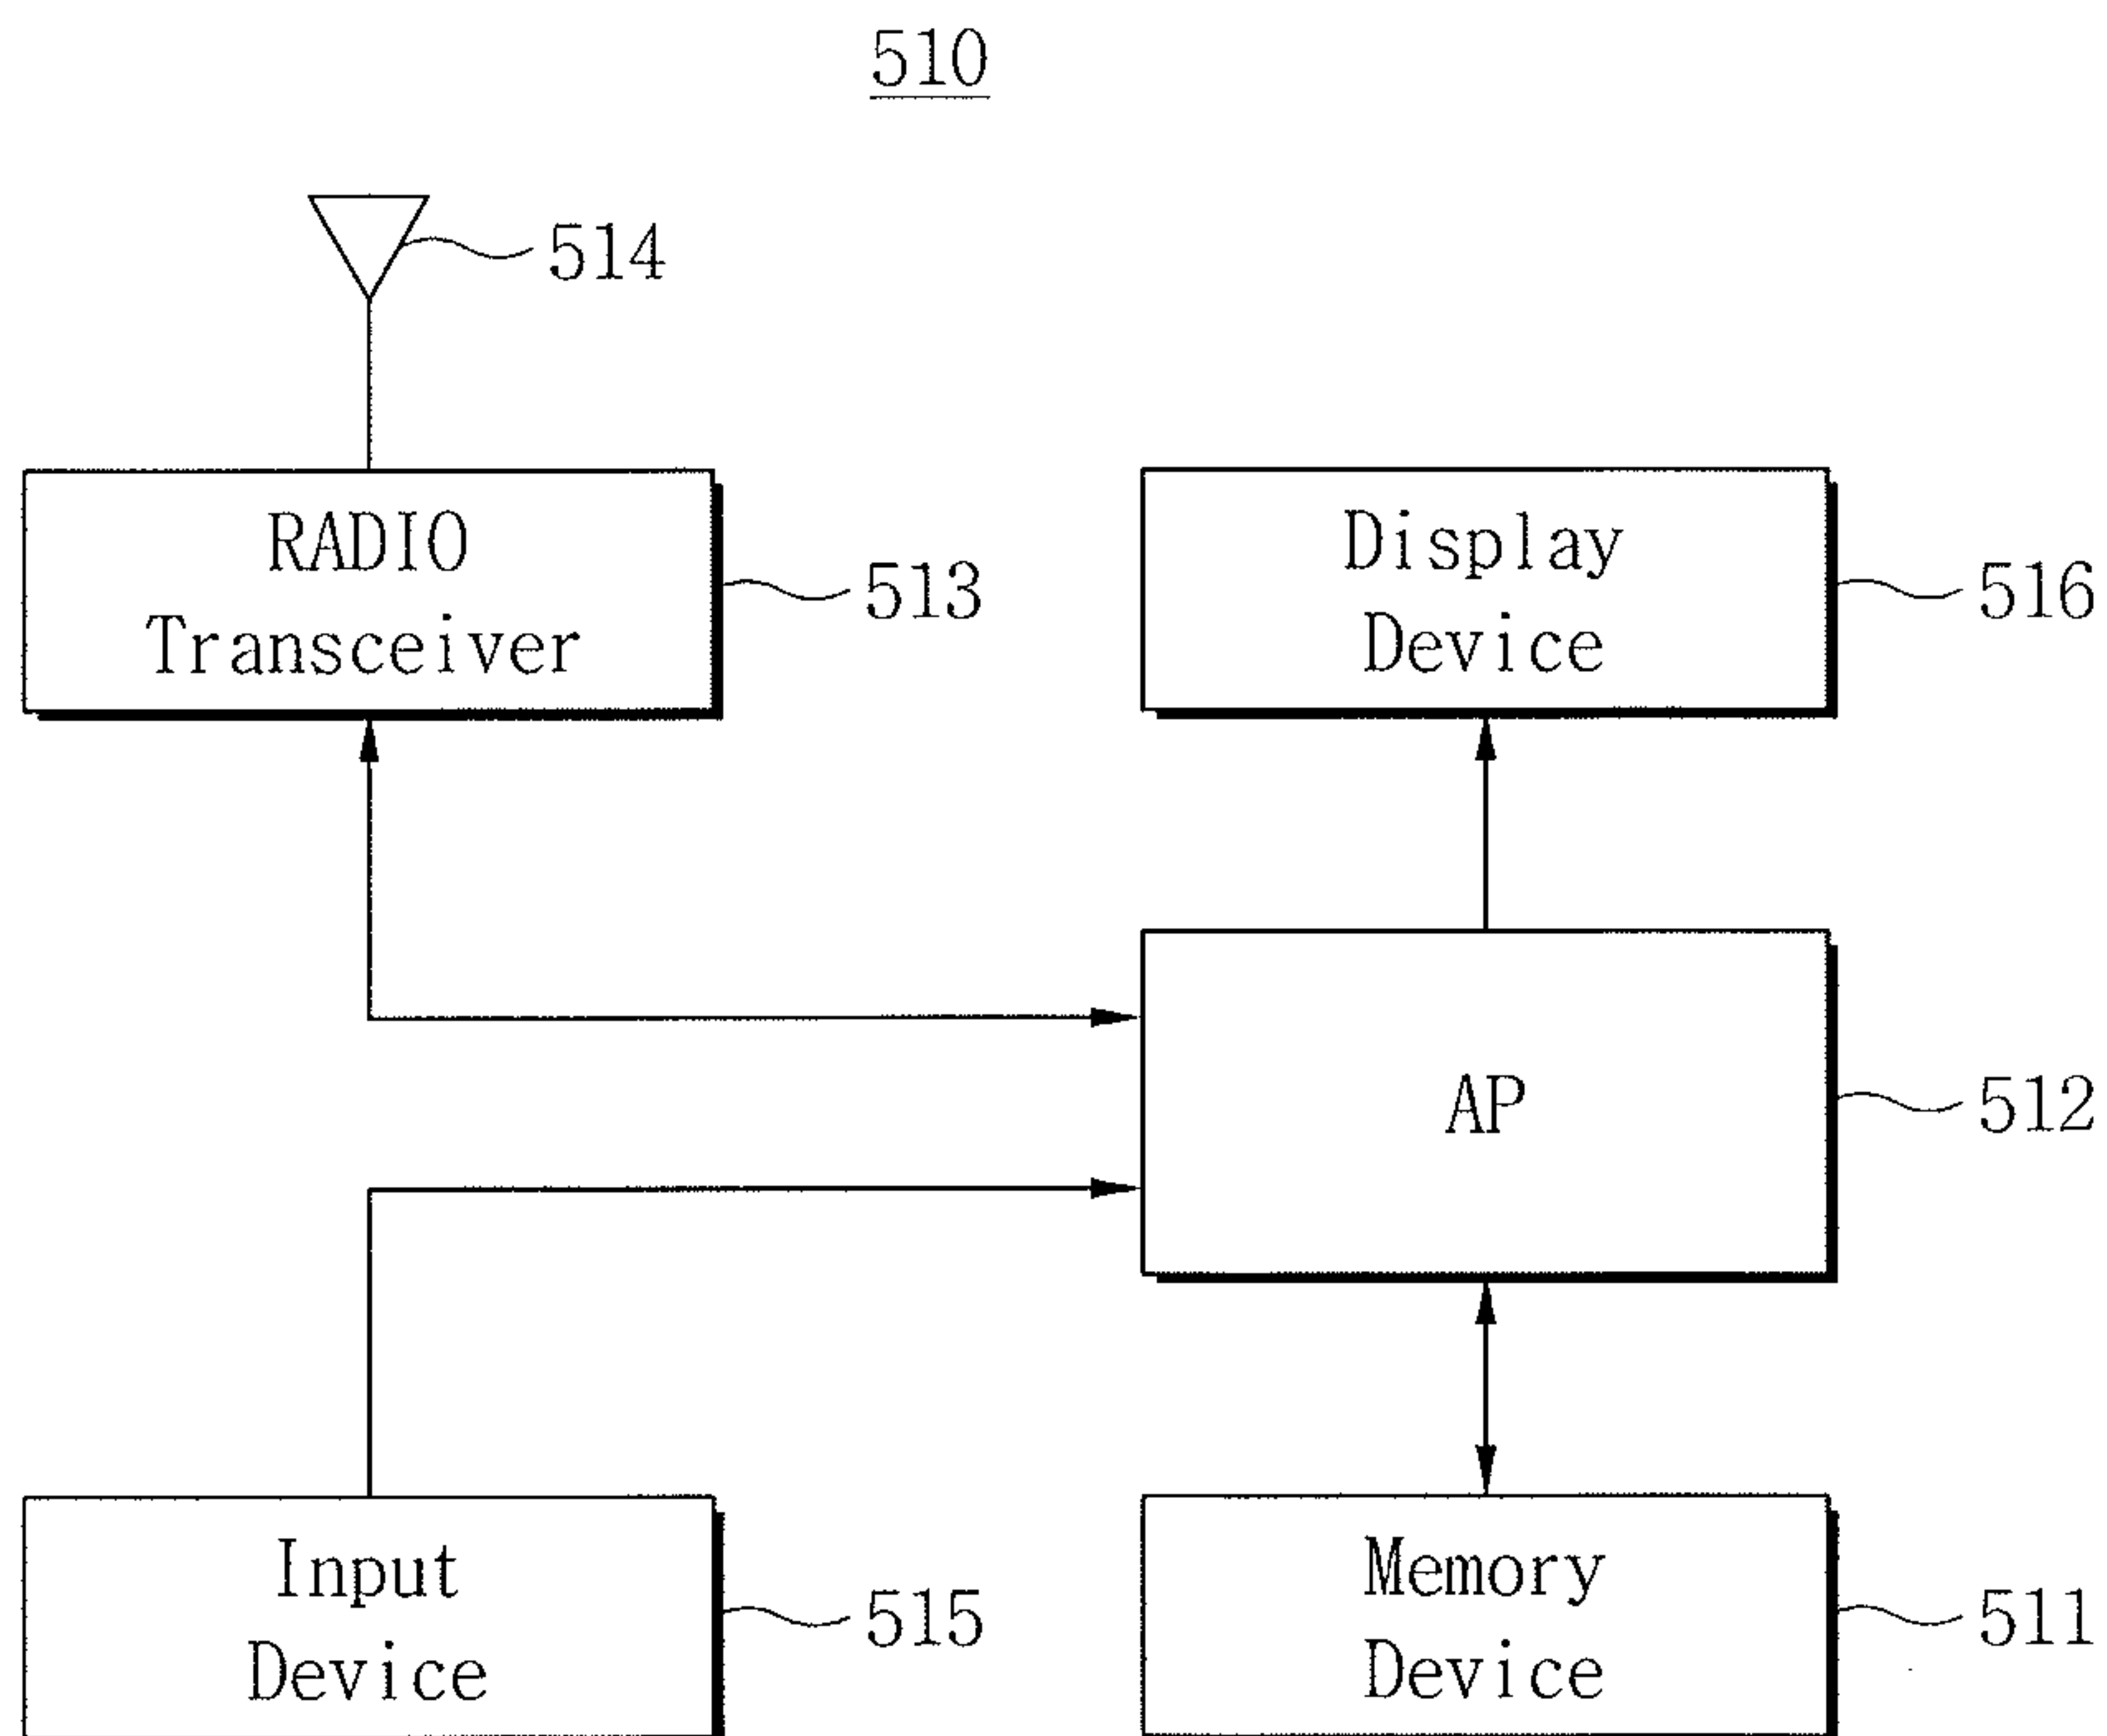 510
514
RADIO
Transceiver
513
Display
Device
516
AP
512
Input
Device
515
Memory
Device
511